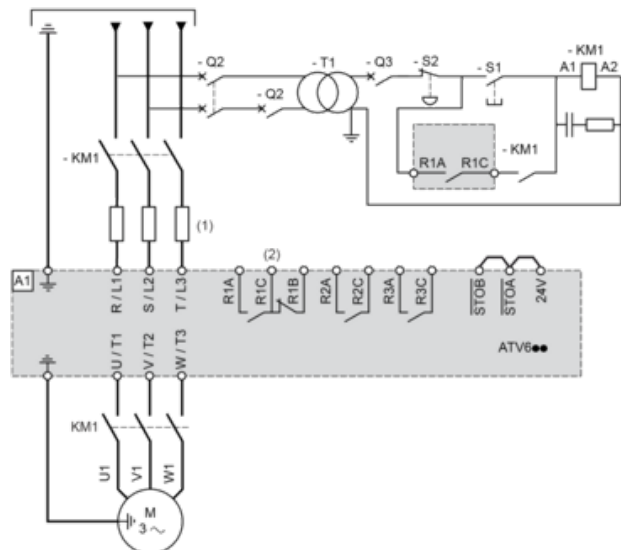 - Q2 - T1 - Q3 - S2 - S1 - KM1
A1 A2
- Q2
- KM1
R1A R1C
- KM1
(1)
(2)
A1
R / L1 S / L2 T / L3 R1A R1C R1B R2A R2C R3A R3C STOB STOA 24V
U / T1 V / T2 W / T3
ATV6●●
KM1
U1 V1 W1
M
3 ~